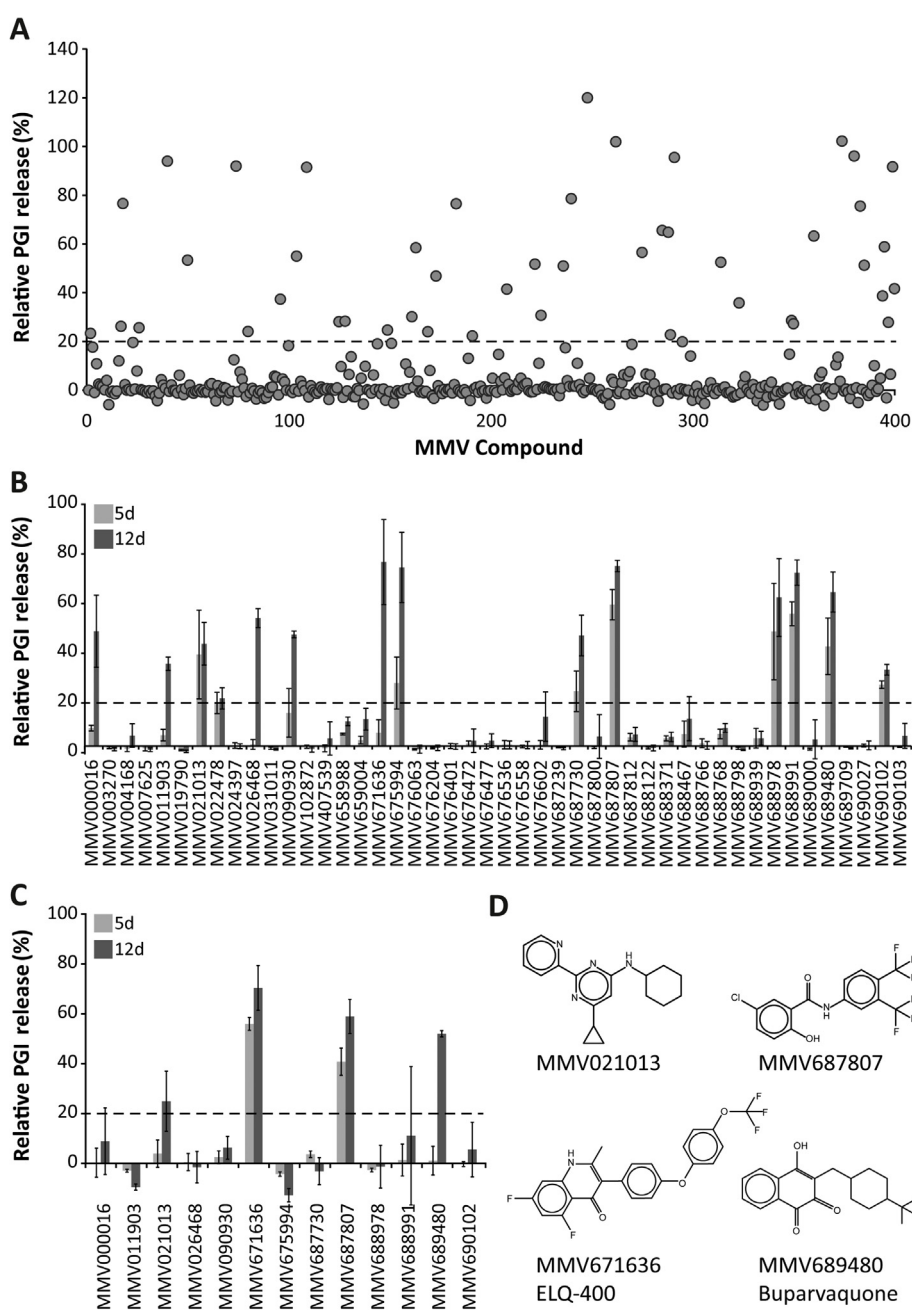 A
Relative PGI release (%)
140
120
100
80
60
40
20
0
0
100
200
300
400
MMV Compound
B
Relative PGI release (%)
100
80
60
40
20
0
5d
12d
MMV000016
MMV003270
MMV004168
MMV007625
MMV011903
MMV019790
MMV021013
MMV022478
MMV024397
MMV026468
MMV031011
MMV090930
MMV102872
MMV407539
MMV658988
MMV659004
MMV671636
MMV675994
MMV676063
MMV676204
MMV676401
MMV676472
MMV676477
MMV676536
MMV676558
MMV676602
MMV687239
MMV687730
MMV687800
MMV687807
MMV687812
MMV688122
MMV688371
MMV688467
MMV688766
MMV688768
MMV688798
MMV688939
MMV688978
MMV688991
MMV689000
MMV689480
MMV689709
MMV690027
MMV690102
MMV690103
C
Relative PGI release (%)
100
80
60
40
20
0
5d
12d
MMV000016
MMV011903
MMV021013
MMV026468
MMV090930
MMV671636
MMV675994
MMV687730
MMV687807
MMV688978
MMV688991
MMV689480
MMV690102
D
N
N
N
H
N
MMV021013
Cl
O
N
H
OH
F
F
F
F
MMV687807
F
F
H
N
O
O
O
F
F
F
MMV671636
ELQ-400
OH
O
O
MMV689480
Buparvaquone